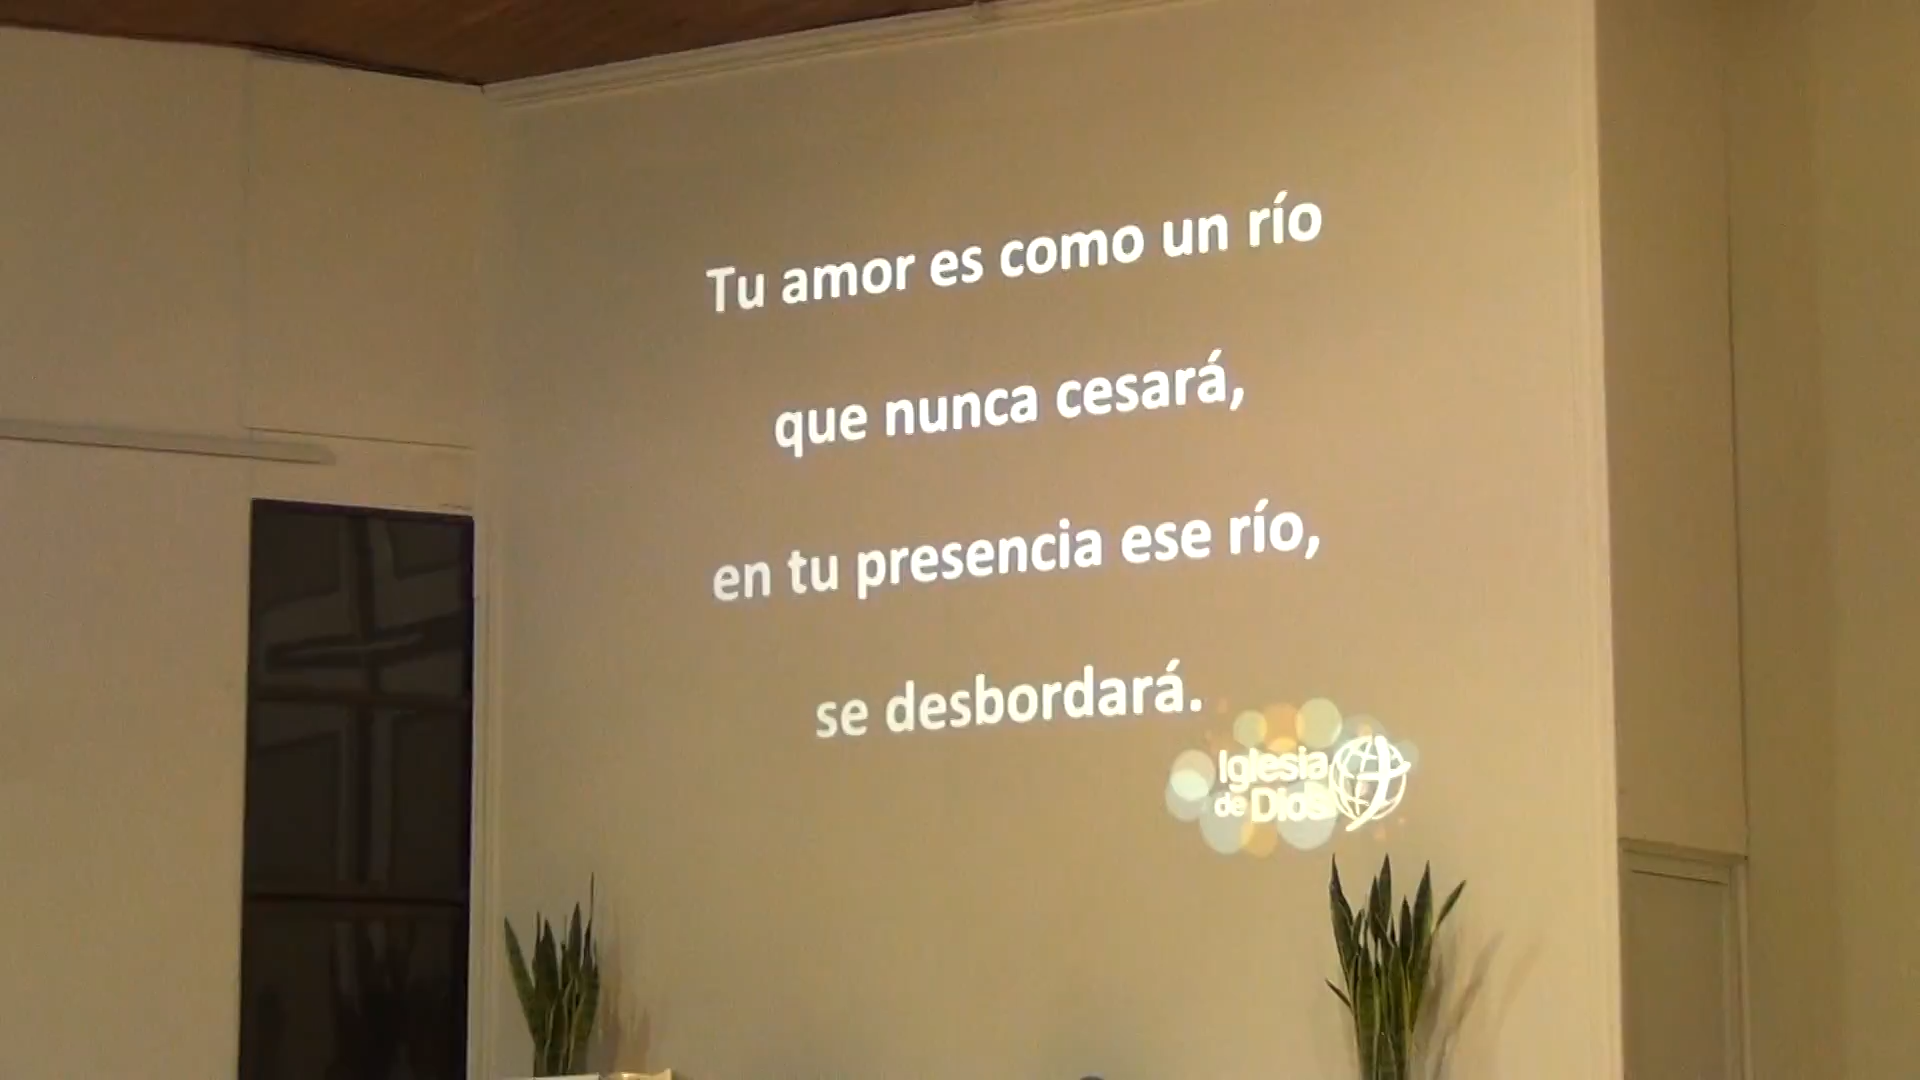 Tu amor es como un río
que nunca cesará,
en tu presencia ese río,
se desbordará.
Iglesia
de Dios